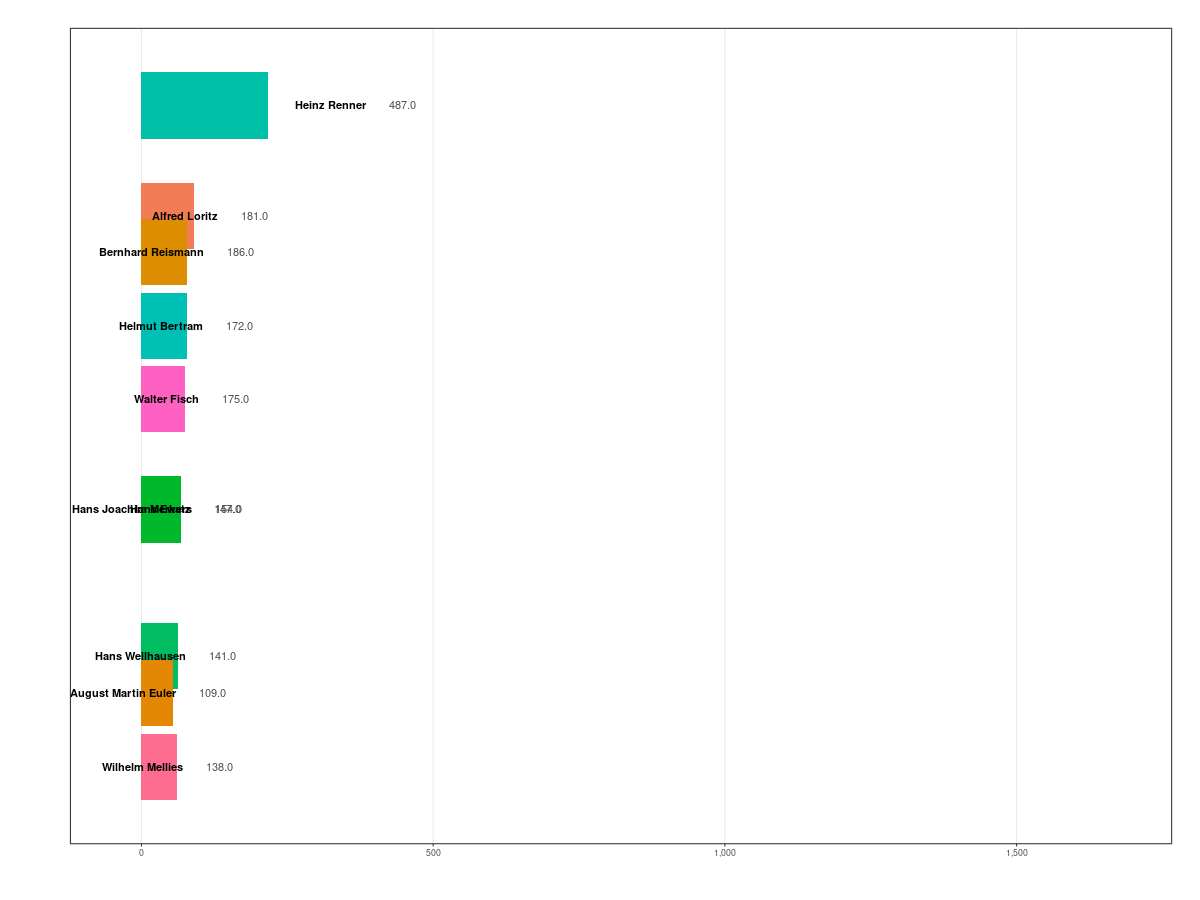 Heinz Renner 487.0
Alfred Loritz 181.0
Bernhard Reismann 186.0
Helmut Bertram 172.0
Walter Fisch 175.0
Hans Joachim
Hans Wellhausen 141.0
August Martin Euler 109.0
Wilhelm Mellies 138.0
0 500 1,000 1,500